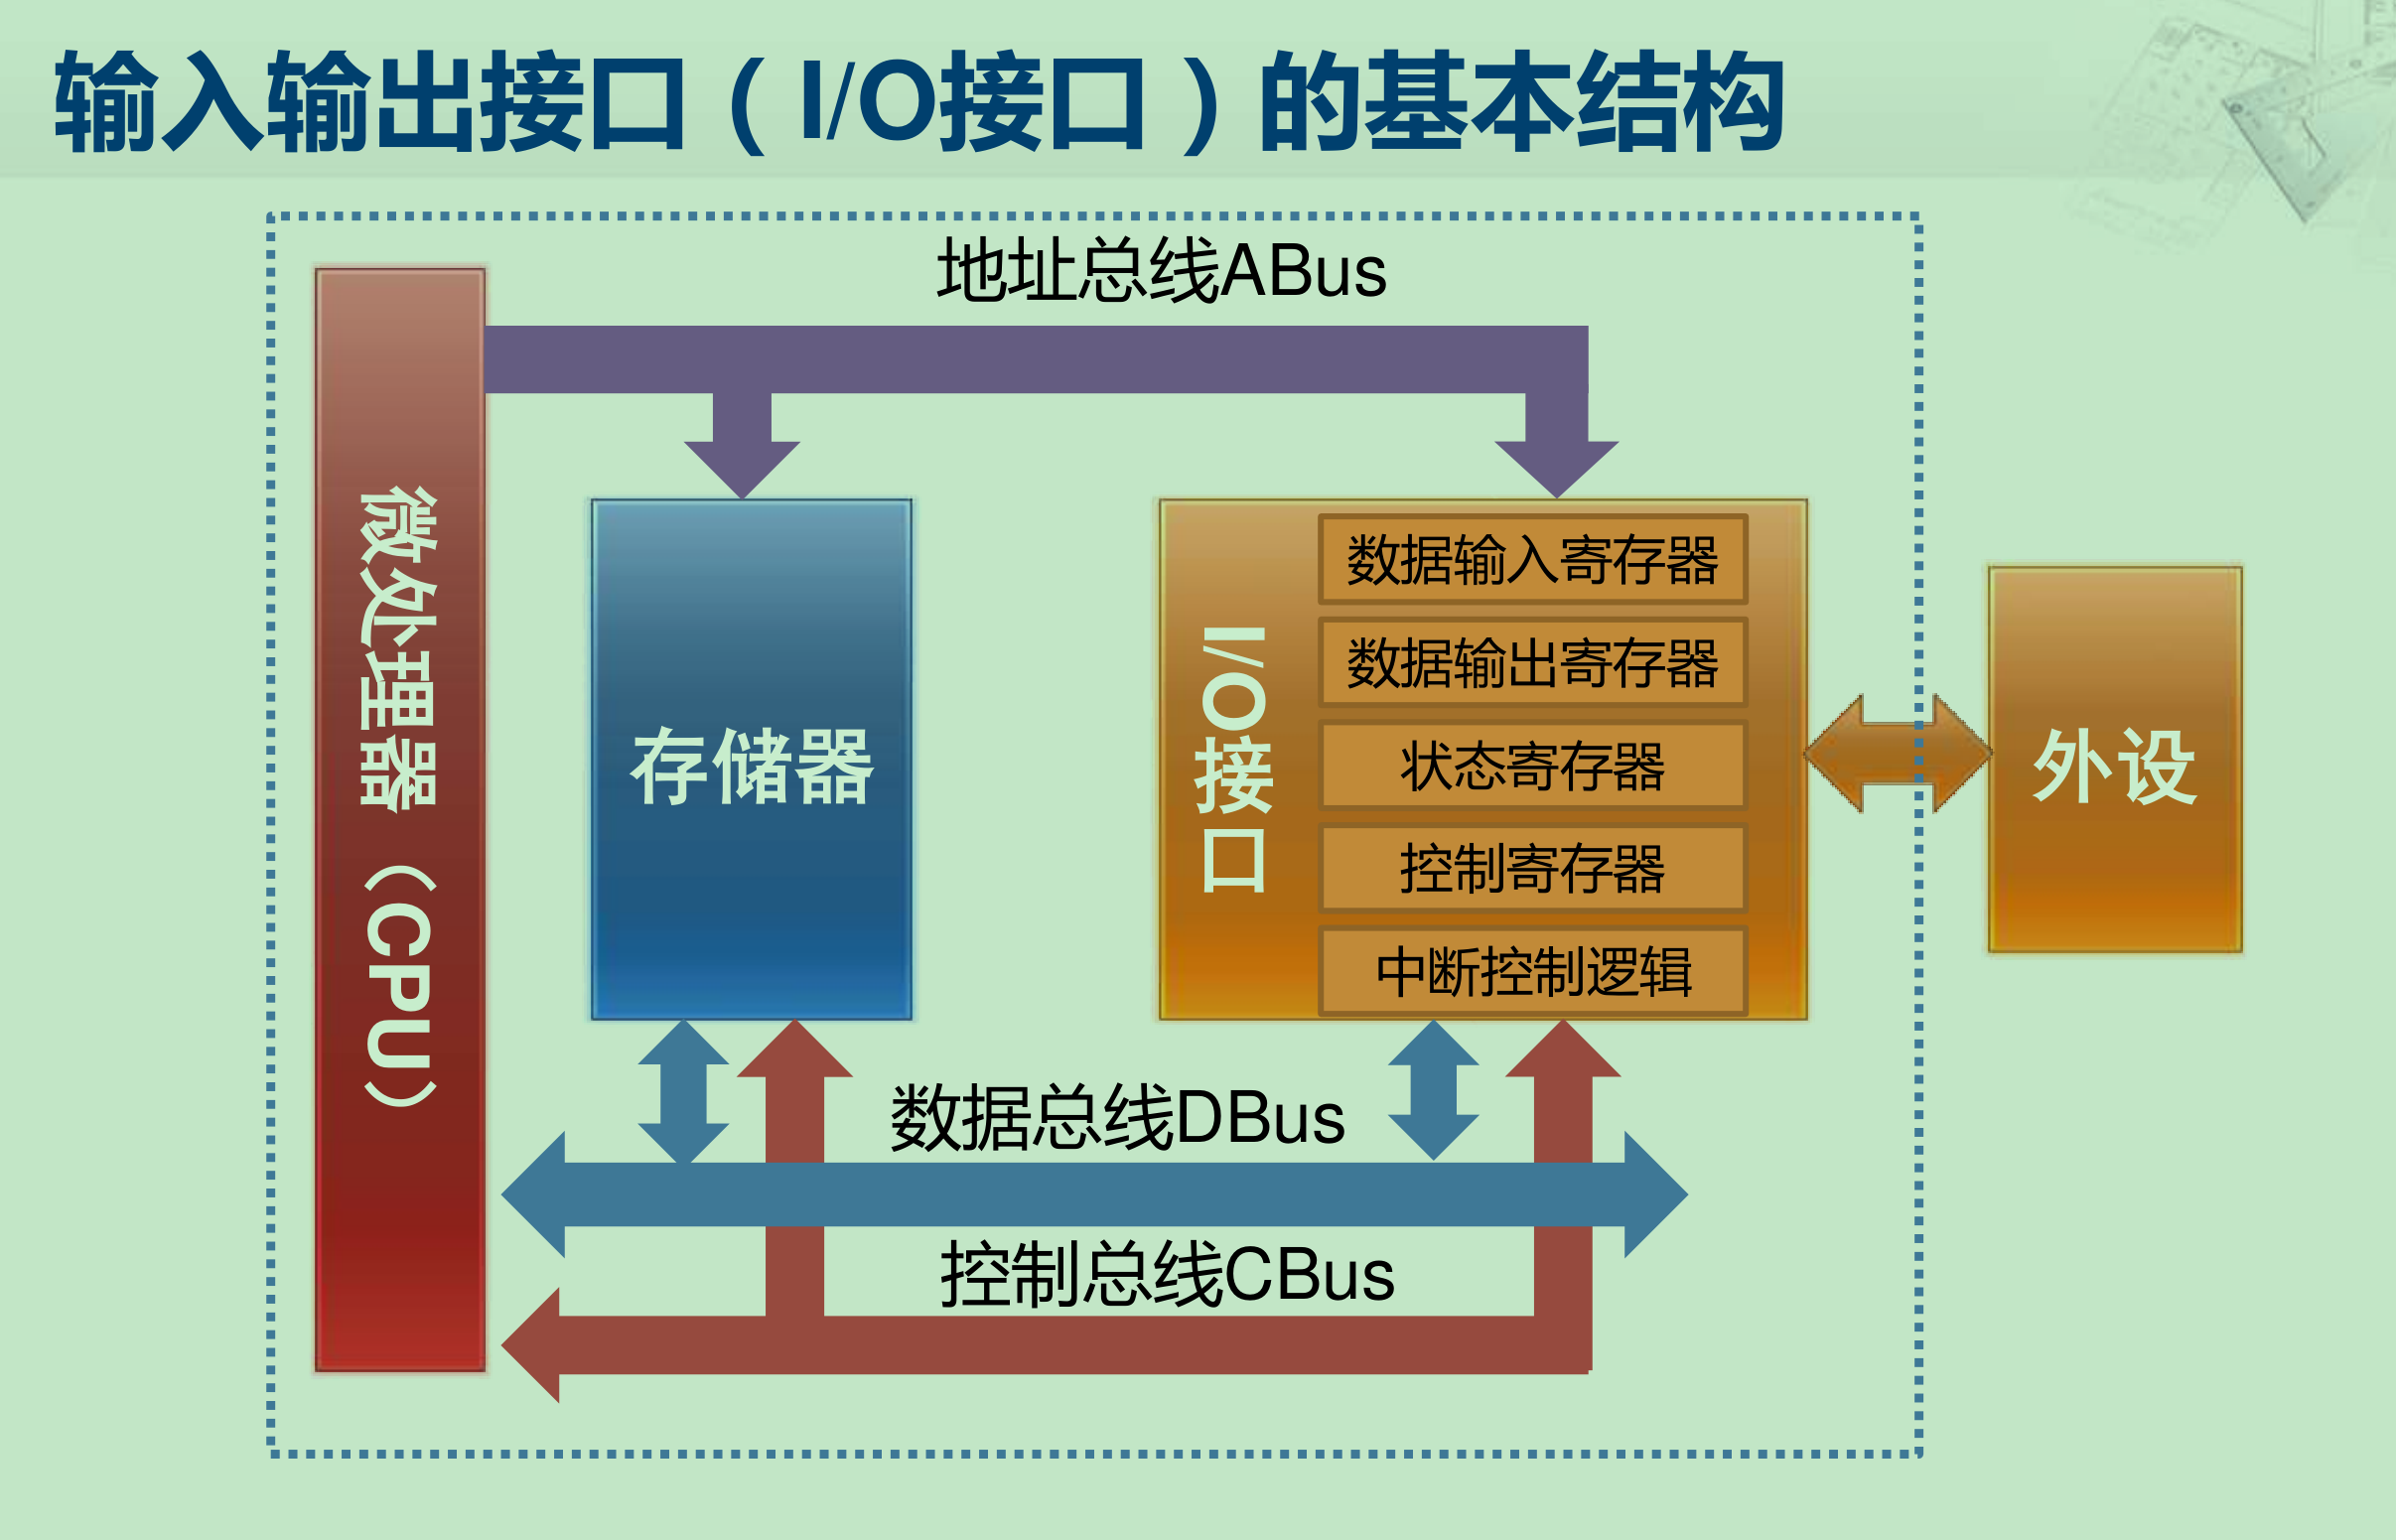 输入输出接口（I/O接口）的基本结构
地址总线ABus
微处理器（CPU）
存储器
I/O接口
数据输入寄存器
数据输出寄存器
状态寄存器
控制寄存器
中断控制逻辑
外设
数据总线DBus
控制总线CBus